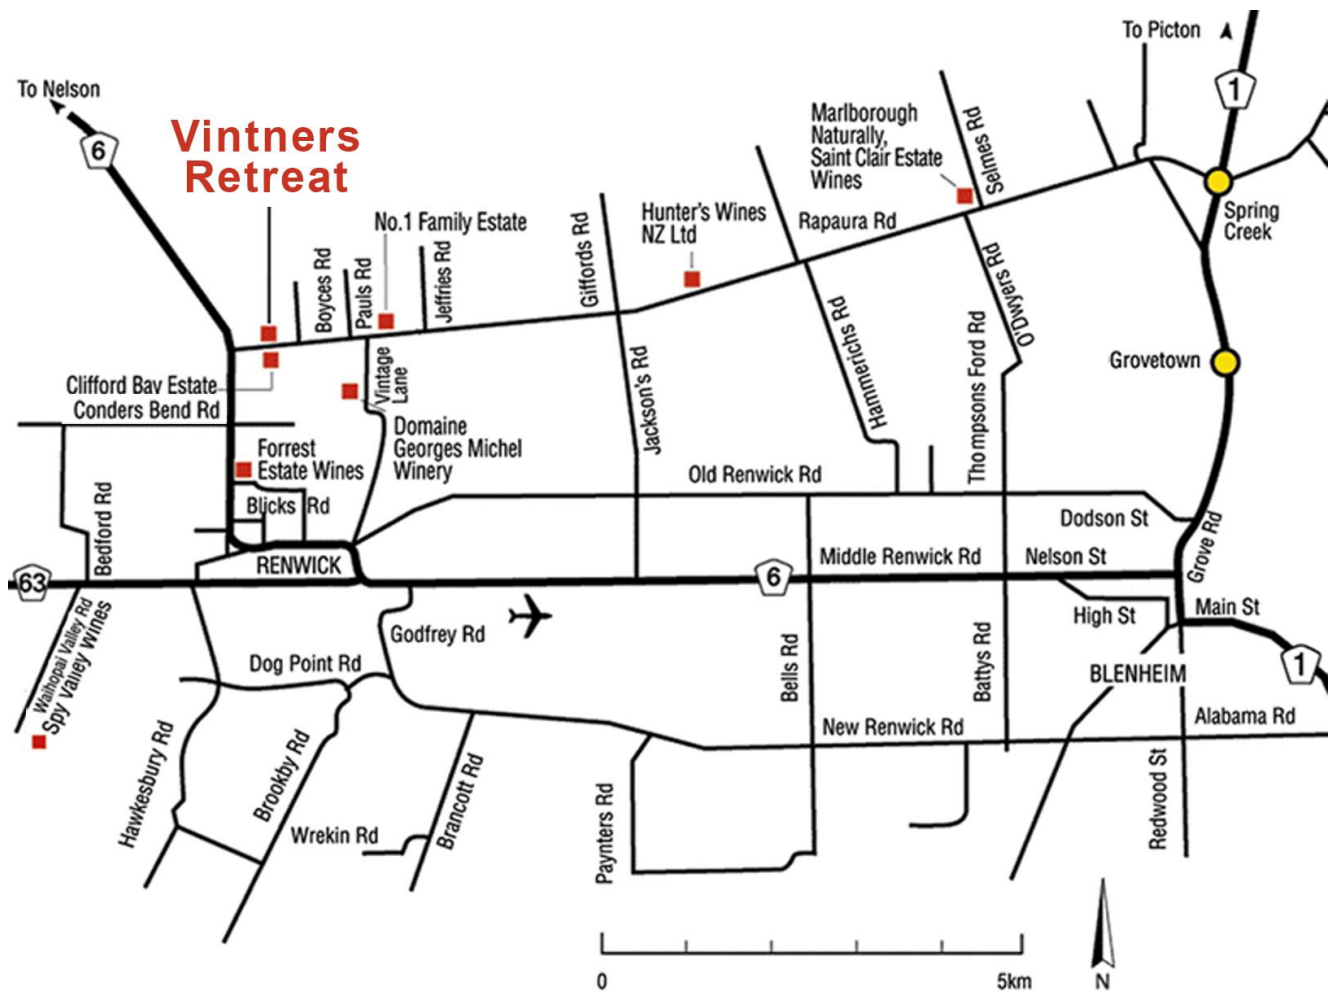 To Picton
1
To Nelson
6
Vintners
Retreat
Marlborough
Naturally,
Saint Clair Estate
Wines
Selmes Rd
No.1 Family Estate
Hunter's Wines
NZ Ltd
Rapaura Rd
Spring
Creek
Giffords Rd
Boyces Rd
Pauls Rd
Jeffries Rd
O'Dwyers Rd
Hammerichs Rd
Thompsons Ford Rd
Grovetown
Jackson's Rd
Vintage
Lane
Clifford Bay Estate
Conders Bend Rd
Domaine
Georges Michel
Winery
Forrest
Estate Wines
Old Renwick Rd
Blicks Rd
Bedford Rd
Dodson St
Grove Rd
RENWICK
Middle Renwick Rd
Nelson St
63
6
High St
Main St
Waihopai Valley Rd
Spy Valley Wines
Godfrey Rd
Dog Point Rd
Bells Rd
Battys Rd
BLENHEIM
1
New Renwick Rd
Alabama Rd
Hawkesbury Rd
Brookby Rd
Brancott Rd
Wrekin Rd
Paynters Rd
Redwood St
0
5km
N